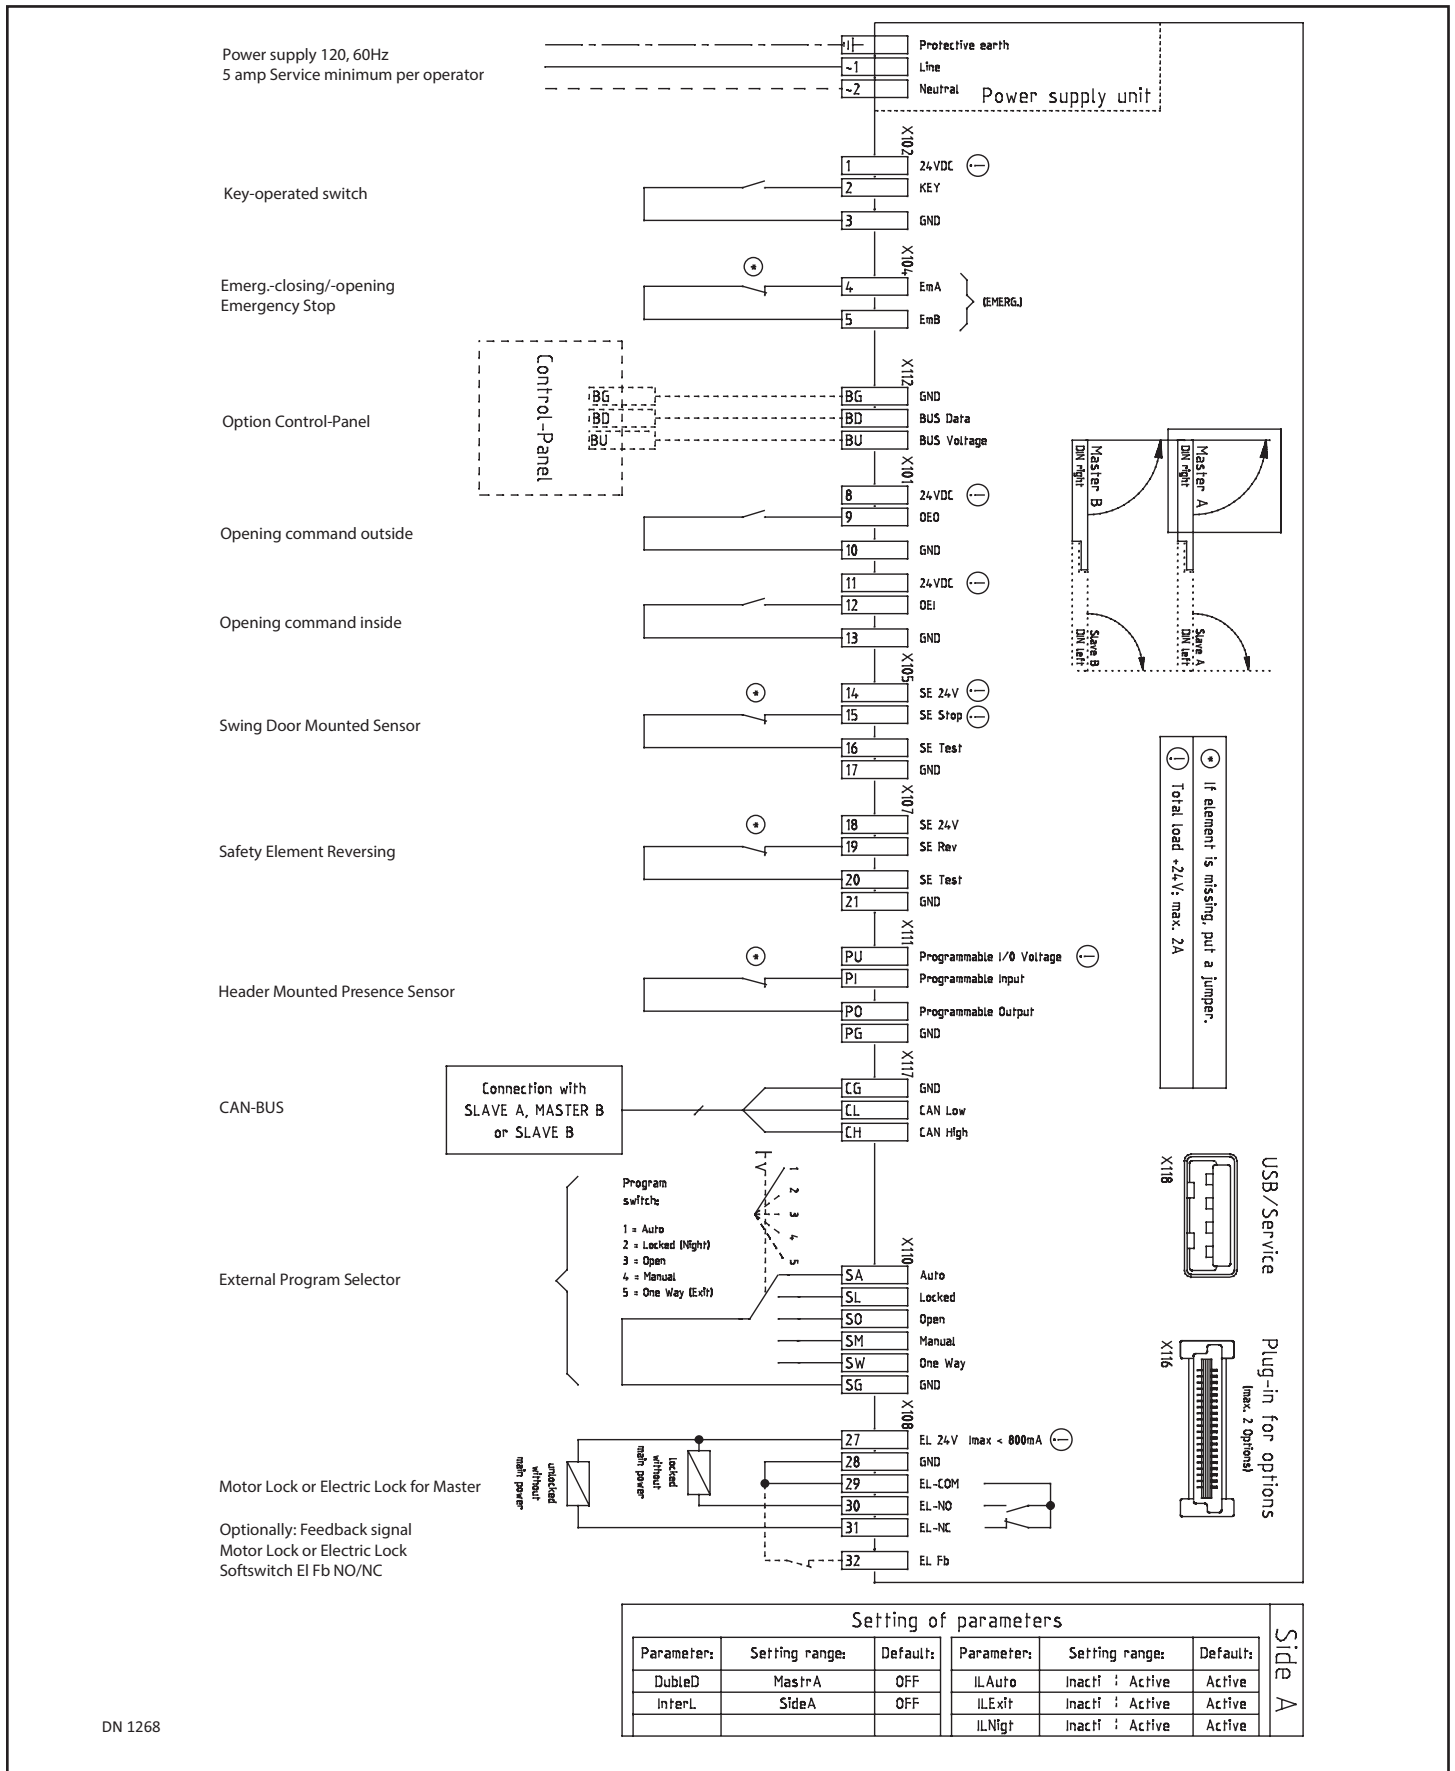 Power supply 120, 60Hz
5 amp Service minimum per operator
Protective earth
~1 Line
~2 Neutral
Power supply unit
X102
1 24VDC
Key-operated switch
2 KEY
3 GND
X104
Emerg.-closing/-opening
Emergency Stop
*
4 EmA
5 EmB
(EMERG.)
Option Control-Panel
Control-Panel
BG
BD
BU
X112
BG GND
BD BUS Data
BU BUS Voltage
X101
8 24VDC
Opening command outside
9 OEO
10 GND
11 24VDC
Opening command inside
12 OEI
13 GND
Master B
DIN right
Master A
DIN right
Slave B
DIN left
Slave A
DIN left
X105
Swing Door Mounted Sensor
*
14 SE 24V
15 SE Stop
16 SE Test
17 GND
X107
Safety Element Reversing
*
18 SE 24V
19 SE Rev
20 SE Test
21 GND
* If element is missing, put a jumper.
i Total load +24V: max. 2A
X111
Header Mounted Presence Sensor
*
PU Programmable I/O Voltage
PI Programmable Input
PO Programmable Output
PG GND
X117
CAN-BUS
Connection with
SLAVE A, MASTER B
or SLAVE B
CG GND
CL CAN Low
CH CAN High
USB/Service
X118
External Program Selector
Program
switch:
1 = Auto
2 = Locked (Night)
3 = Open
4 = Manual
5 = One Way (Exit)
1
2
3
4
5
X110
SA Auto
SL Locked
SO Open
SM Manual
SW One Way
SG GND
Plug-in for options
(max. 2 Options)
X116
X108
Motor Lock or Electric Lock for Master
Optionally: Feedback signal
Motor Lock or Electric Lock
Softswitch El Fb NO/NC
unlocked
without
main power
locked
without
main power
27 EL 24V Imax < 800mA
28 GND
29 EL-COM
30 EL-NO
31 EL-NC
32 EL Fb
Setting of parameters
Side A
Parameter: Setting range: Default: Parameter: Setting range: Default:
DubleD MastrA OFF ILAuto Inacti ¦ Active Active
InterL SideA OFF ILExit Inacti ¦ Active Active
ILNigt Inacti ¦ Active Active
DN 1268